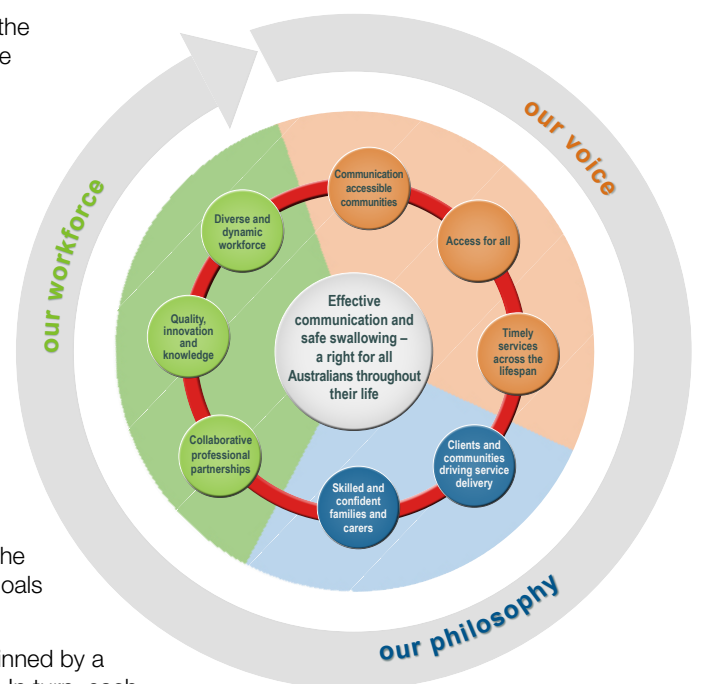 the
e
our voice
our workforce
Communication
accessible
communities
Access for all
Timely
services
across the
lifespan
Clients and
communities
driving service
delivery
Skilled and
confident
families and
carers
Collaborative
professional
partnerships
Quality,
innovation
and
knowledge
Diverse and
dynamic
workforce
Effective
communication and
safe swallowing –
a right for all
Australians throughout
their life
our philosophy
he
oals
inned by a